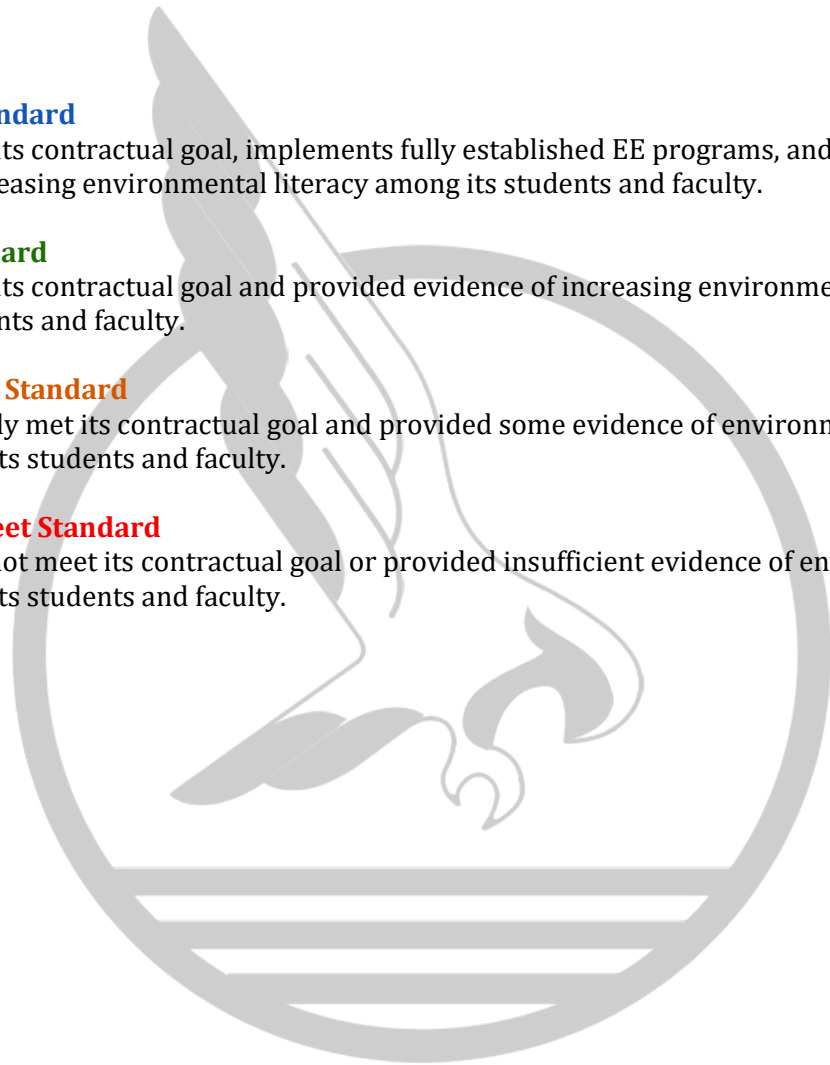 ndard
its contractual goal, implements fully established EE programs, and
easing environmental literacy among its students and faculty.
ard
its contractual goal and provided evidence of increasing environme
nts and faculty.
Standard
ly met its contractual goal and provided some evidence of environm
ts students and faculty.
eet Standard
not meet its contractual goal or provided insufficient evidence of en
ts students and faculty.